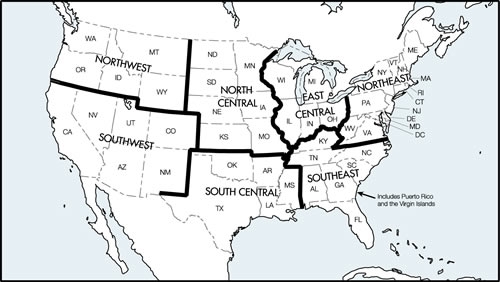 WA
MT
ND
MN
ME
VT
NH
NORTHWEST
OR
ID
WY
SD
WI
MI
NY
NORTHEAST
MA
RI
CT
NJ
DE
MD
DC
NORTH
CENTRAL
IA
NE
EAST
CENTRAL
IL
IN
OH
PA
WV
VA
NV
UT
CO
KS
MO
KY
CA
SOUTHWEST
AZ
NM
OK
AR
TN
NC
SC
SOUTHEAST
SOUTH CENTRAL
MS
AL
GA
TX
LA
FL
Includes Puerto Rico
and the Virgin Islands